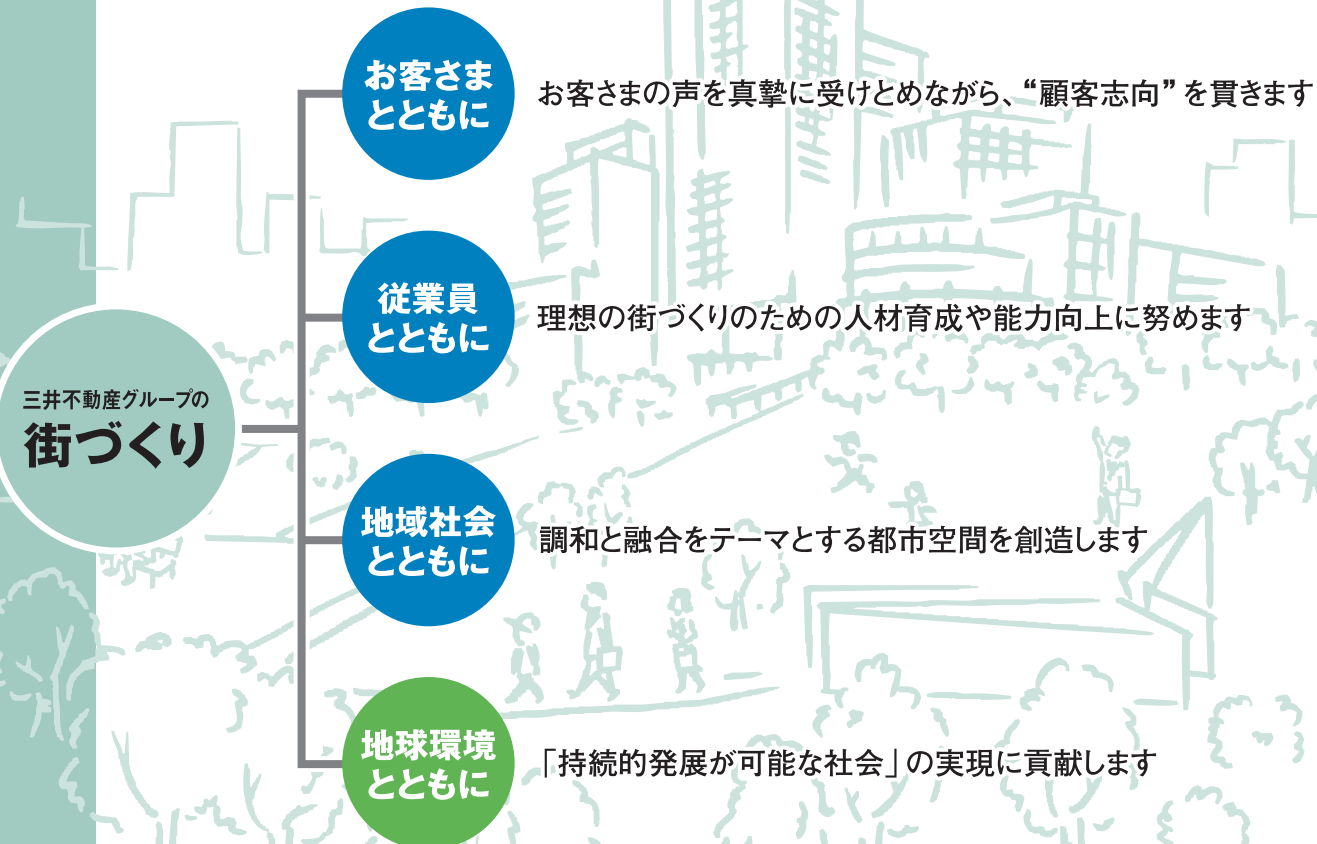 お客さま
とともに
お客さまの声を真摯に受けとめながら、“顧客志向”を貫きます
従業員
とともに
理想の街づくりのための人材育成や能力向上に努めます
三井不動産グループの
街づくり
地域社会
とともに
調和と融合をテーマとする都市空間を創造します
地球環境
とともに
「持続的発展が可能な社会」の実現に貢献します